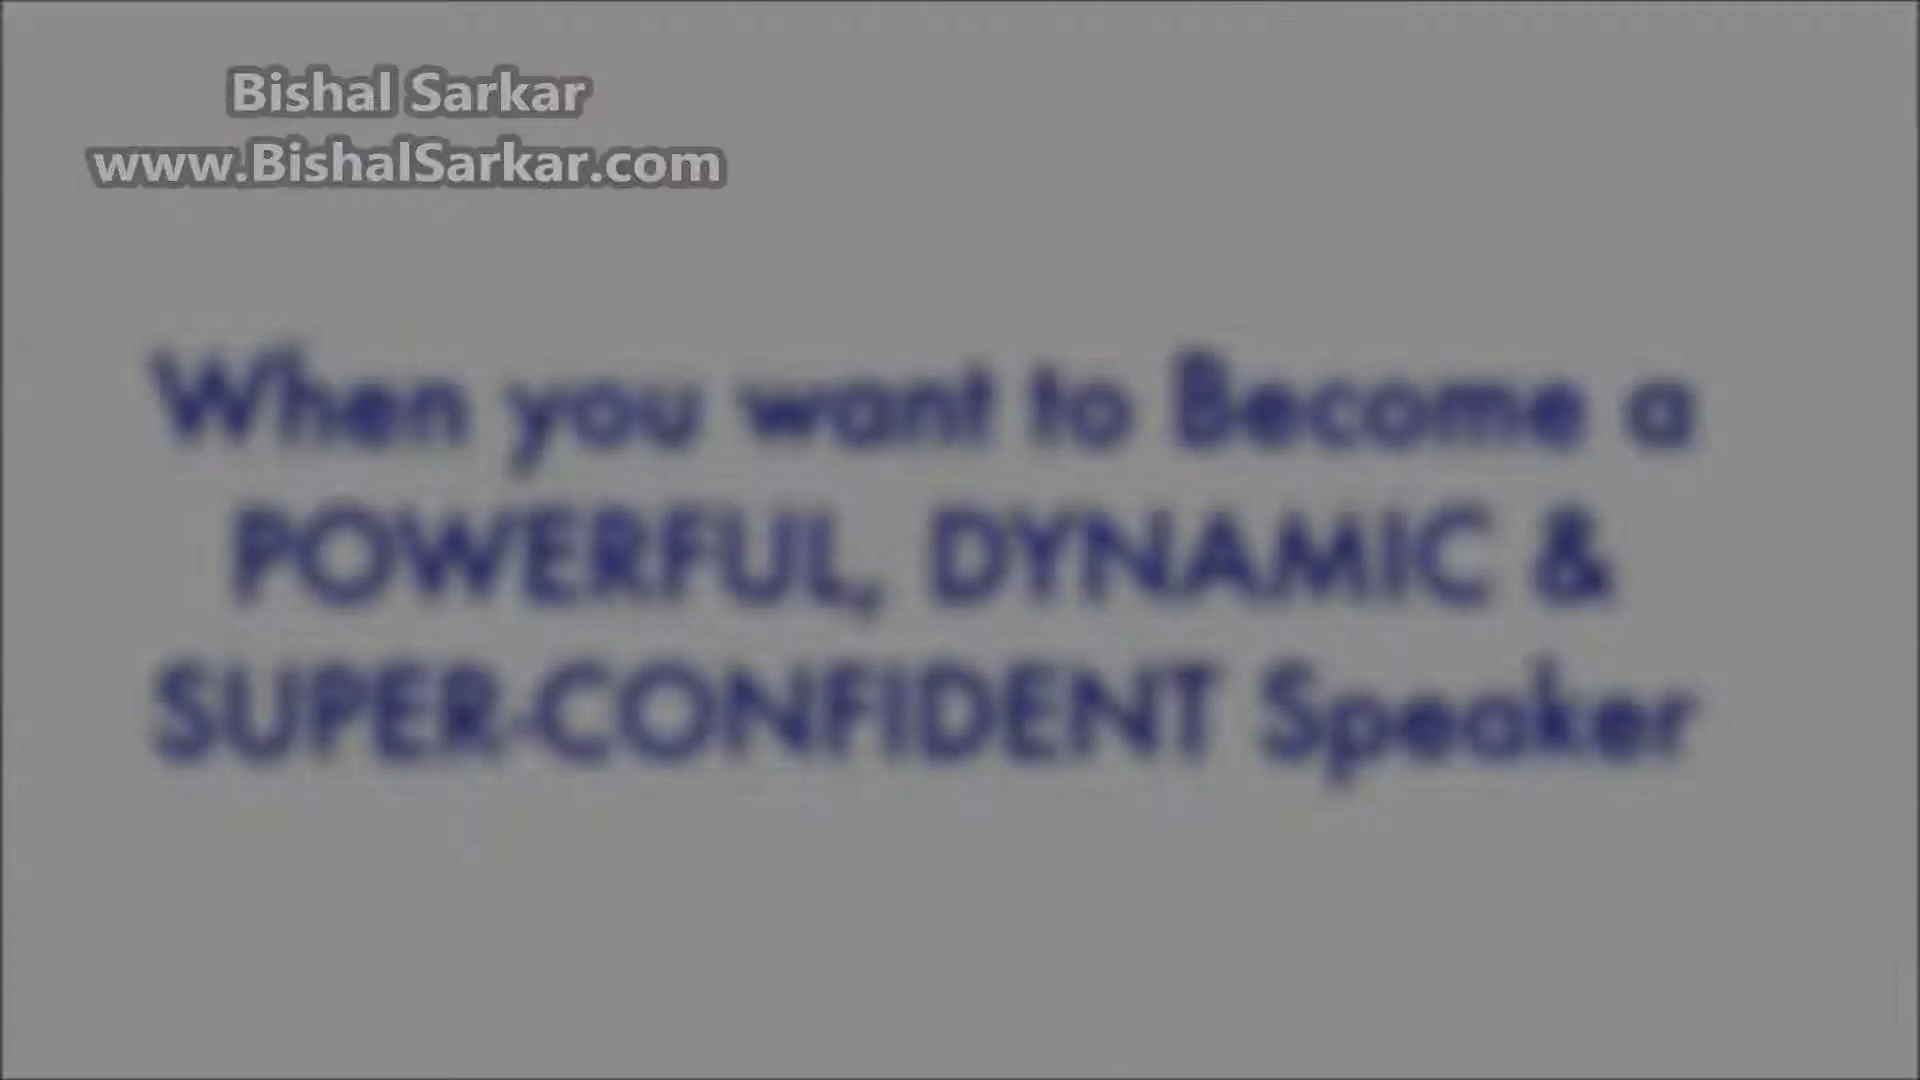 Bishal Sarkar
www.BishalSarkar.com
When you want to Become a
POWERFUL, DYNAMIC &
SUPER-CONFIDENT Speaker